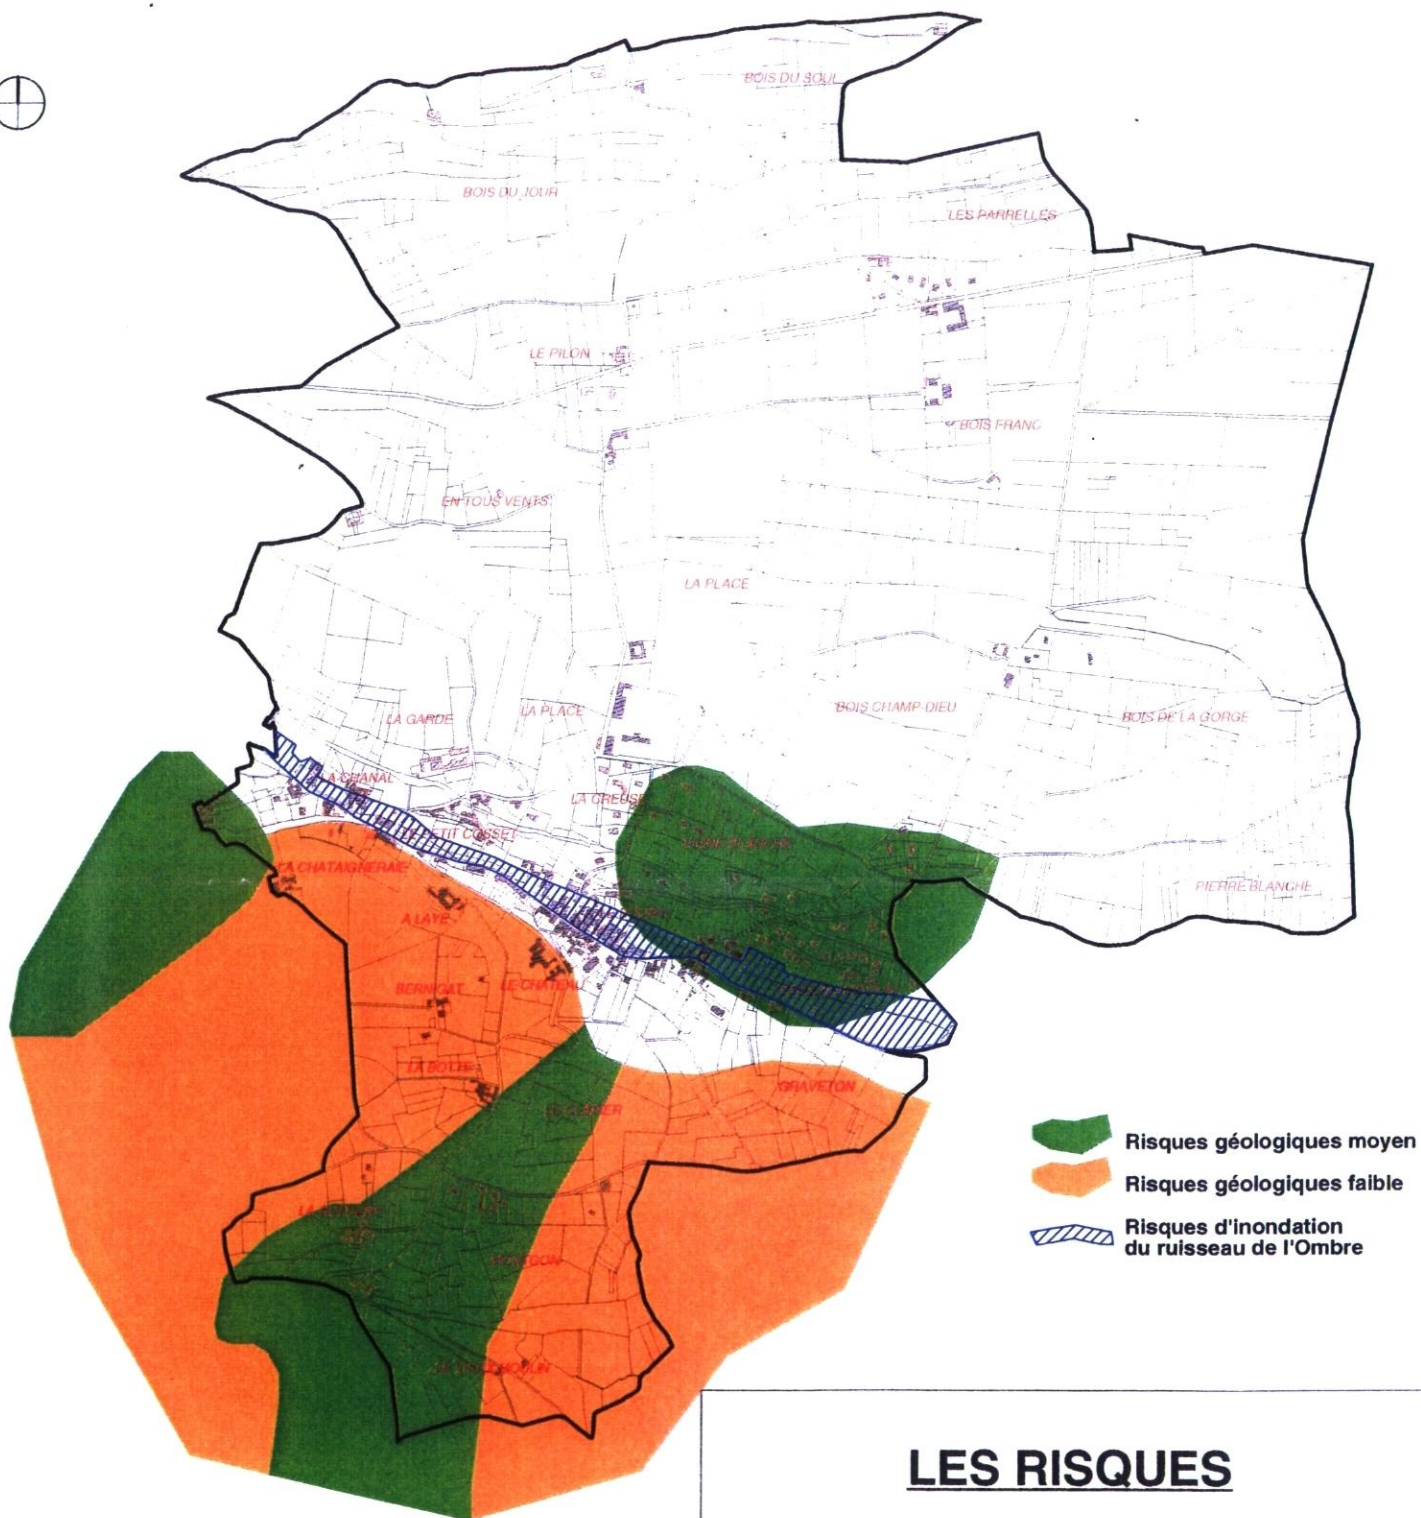 BOIS DU SOUL
BOIS DU JOUR
LES PARRELLES
LE PILON
BOIS FRANC
EN TOUS VENTS
LA PLACE
LA GARDE
LA PLACE
BOIS CHAMP-DIEU
BOIS DE LA GORGE
LA CHANAL
LA CREUSE
LE PETIT COSSET
LA CHATAIGNERAIE
PIERRE BLANCHE
A LAYE
BERNICAT
LE CHATEAU
LA BOTTE
GRAVETON
Risques géologiques moyen
Risques géologiques faible
Risques d'inondation
du ruisseau de l'Ombre
LES RISQUES